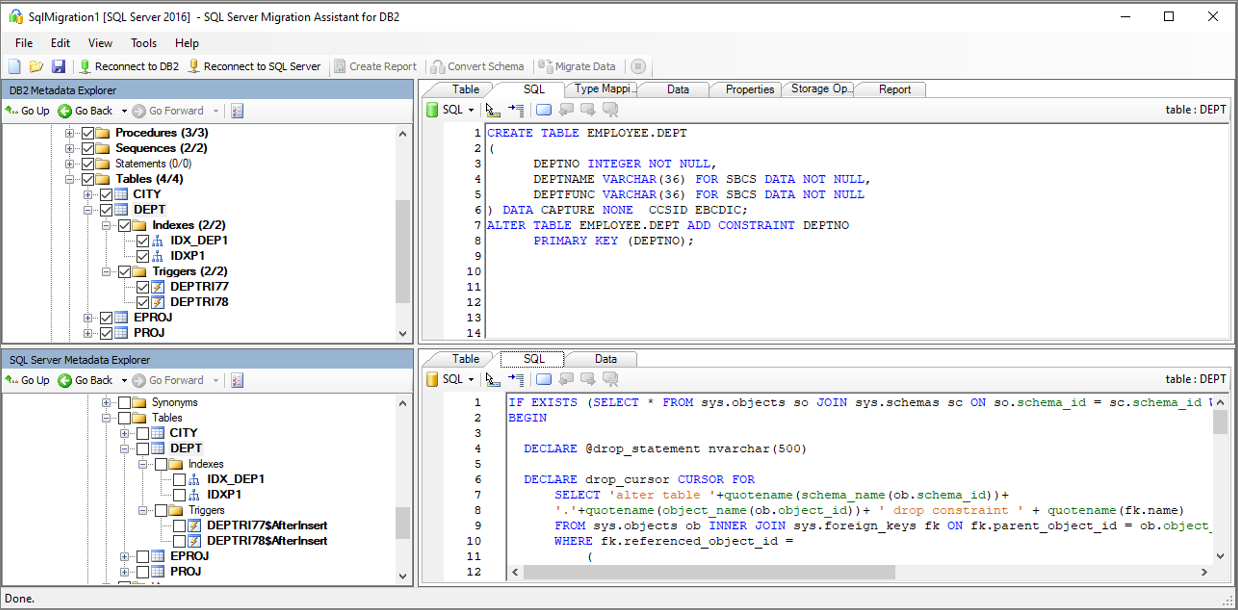 SqlMigration1 [SQL Server 2016]  - SQL Server Migration Assistant for DB2
File Edit View Tools Help
Reconnect to DB2 Reconnect to SQL Server Create Report Convert Schema Migrate Data
DB2 Metadata Explorer
Go Up Go Back Go Forward
Procedures (3/3)
Sequences (2/2)
Statements (0/0)
Tables (4/4)
CITY
DEPT
Indexes (2/2)
IDX_DEP1
IDXP1
Triggers (2/2)
DEPTRI77
DEPTRI78
EPROJ
PROJ
Table SQL Type Mappi... Data Properties Storage Op... Report
SQL table : DEPT
1 CREATE TABLE EMPLOYEE.DEPT
2 (
3 DEPTNO INTEGER NOT NULL,
4 DEPTNAME VARCHAR(36) FOR SBCS DATA NOT NULL,
5 DEPTFUNC VARCHAR(36) FOR SBCS DATA NOT NULL
6 ) DATA CAPTURE NONE  CCSID EBCDIC;
7 ALTER TABLE EMPLOYEE.DEPT ADD CONSTRAINT DEPTNO
8 PRIMARY KEY (DEPTNO);
9
10
11
12
13
14
SQL Server Metadata Explorer
Go Up Go Back Go Forward
Synonyms
Tables
CITY
DEPT
Indexes
IDX_DEP1
IDXP1
Triggers
DEPTRI77$AfterInsert
DEPTRI78$AfterInsert
EPROJ
PROJ
Table SQL Data
SQL table : DEPT
1 IF EXISTS (SELECT * FROM sys.objects so JOIN sys.schemas sc ON so.schema_id = sc.schema_id
2 BEGIN
3
4 DECLARE @drop_statement nvarchar(500)
5
6 DECLARE drop_cursor CURSOR FOR
7 SELECT 'alter table '+quotename(schema_name(ob.schema_id))+
8 '.'+quotename(object_name(ob.object_id))+ ' drop constraint ' + quotename(fk.name)
9 FROM sys.objects ob INNER JOIN sys.foreign_keys fk ON fk.parent_object_id = ob.object_
10 WHERE fk.referenced_object_id =
11 (
12
Done.